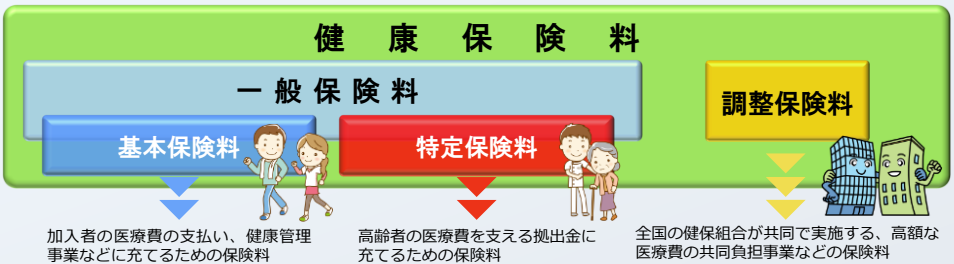 健康保険料
一般保険料
調整保険料
基本保険料
特定保険料
加入者の医療費の支払い、健康管理
事業などに充てるための保険料
高齢者の医療費を支える拠出金に
充てるための保険料
全国の健保組合が共同で実施する、高額な
医療費の共同負担事業などの保険料